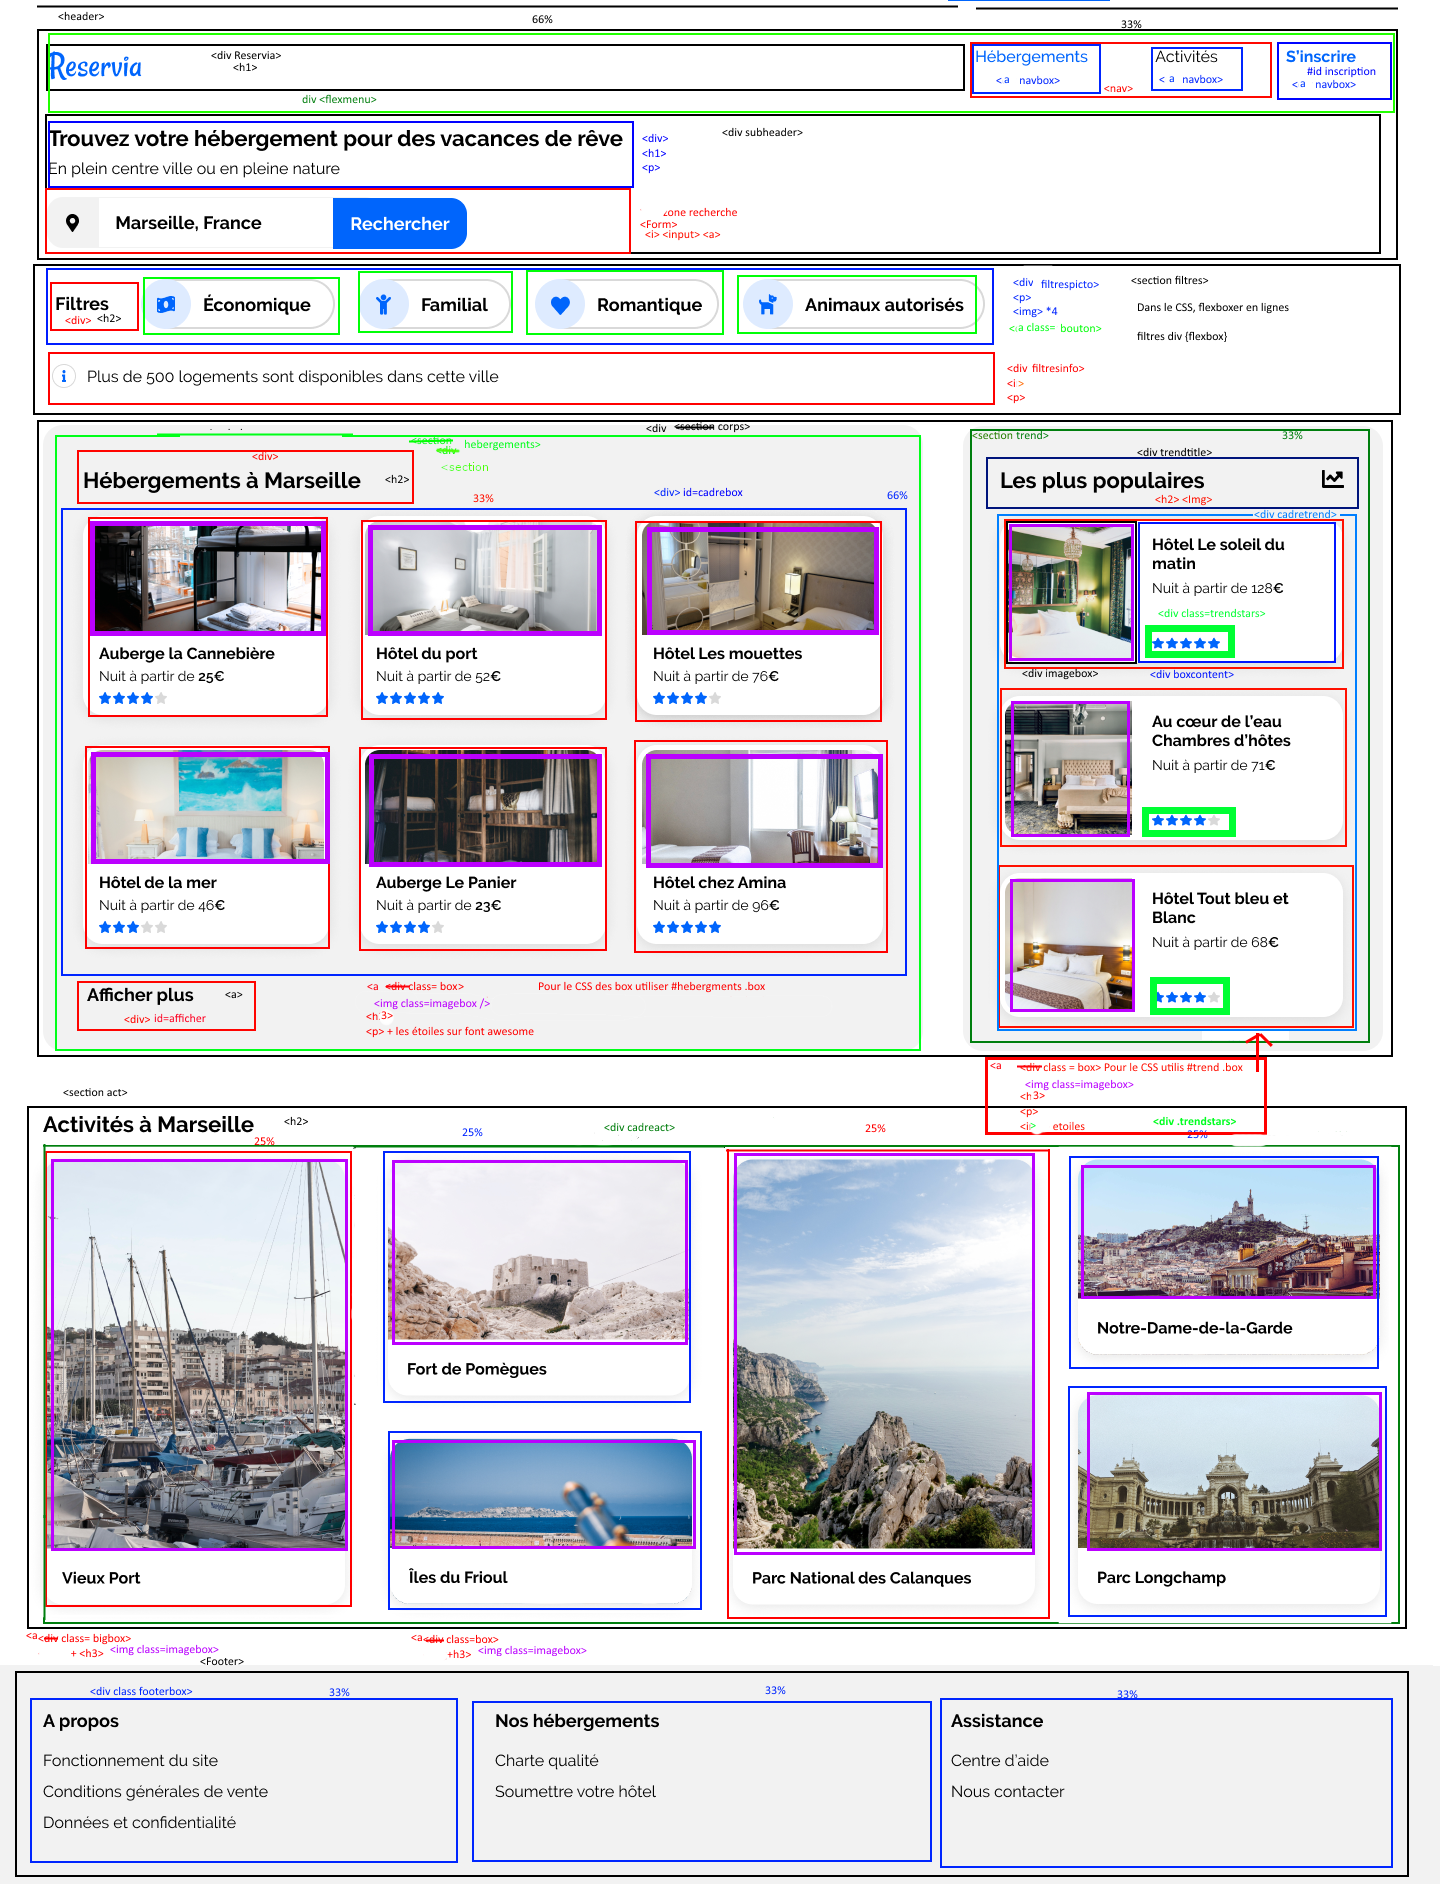 <header>
66%
33%
Reservia
<div Reservia>
<h1>
Hébergements
< a navbox>
<nav>
Activités
< a navbox>
S'inscrire
#id inscription
< a navbox>
div <flexmenu>
Trouvez votre hébergement pour des vacances de rêve
En plein centre ville ou en pleine nature
<div>
<h1>
<p>
<div subheader>
Marseille, France
Rechercher
zone recherche
<Form>
<i> <input> <a>
Filtres
<div> <h2>
Économique
Familial
Romantique
Animaux autorisés
<div filtrespicto>
<p>
<img> *4
<a class= bouton>
<section filtres>
Dans le CSS, flexboxer en lignes
filtres div {flexbox}
Plus de 500 logements sont disponibles dans cette ville
<div filtresinfo>
<i >
<p>
<div <section corps>
<section hebergements>
<div
<section
<div>
Hébergements à Marseille
<h2>
33%
<div> id=cadrebox
66%
Auberge la Cannebière
Nuit à partir de 25€
Hôtel du port
Nuit à partir de 52€
Hôtel Les mouettes
Nuit à partir de 76€
Hôtel de la mer
Nuit à partir de 46€
Auberge Le Panier
Nuit à partir de 23€
Hôtel chez Amina
Nuit à partir de 96€
Afficher plus
<a>
<div> id=afficher
<a <div class= box>
<img class=imagebox />
<h 3>
<p> + les étoiles sur font awesome
Pour le CSS des box utiliser #hebergments .box
<section trend>
33%
<div trendtitle>
Les plus populaires
<h2> <Img>
<div cadretrend>
Hôtel Le soleil du
matin
Nuit à partir de 128€
<div class=trendstars>
<div imagebox>
<div boxcontent>
Au cœur de l'eau
Chambres d'hôtes
Nuit à partir de 71€
Hôtel Tout bleu et
Blanc
Nuit à partir de 68€
<a <div class = box> Pour le CSS utilis #trend .box
<img class=imagebox>
<h 3>
<p>
<i> etoiles
<div .trendstars>
<section act>
Activités à Marseille
<h2>
<div cadreact>
25%
25%
25%
25%
Vieux Port
Fort de Pomègues
Îles du Frioul
Parc National des Calanques
Notre-Dame-de-la-Garde
Parc Longchamp
<a <div class= bigbox>
+ <h3> <img class=imagebox>
<a <div class=box>
+h3> <img class=imagebox>
<Footer>
<div class footerbox>
33%
33%
33%
A propos
Fonctionnement du site
Conditions générales de vente
Données et confidentialité
Nos hébergements
Charte qualité
Soumettre votre hôtel
Assistance
Centre d'aide
Nous contacter